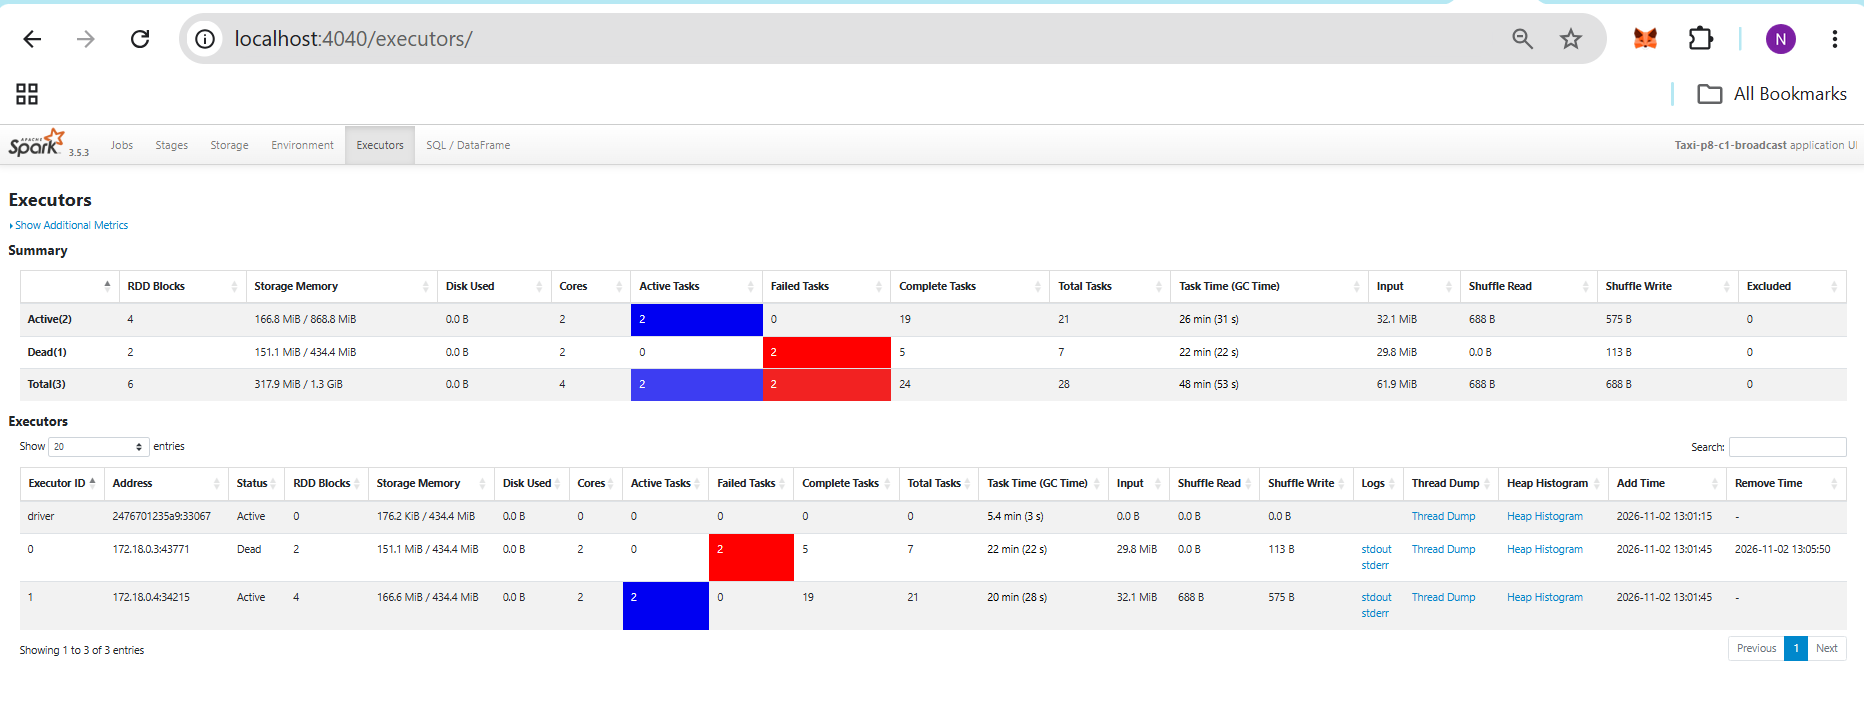 localhost:4040/executors/
N
All Bookmarks
APACHE Spark 3.5.3 Jobs Stages Storage Environment Executors SQL / DataFrame Taxi-p8-c1-broadcast application UI
Executors
Show Additional Metrics
Summary
RDD Blocks Storage Memory Disk Used Cores Active Tasks Failed Tasks Complete Tasks Total Tasks Task Time (GC Time) Input Shuffle Read Shuffle Write Excluded
Active(2) 4 166.8 MiB / 868.8 MiB 0.0 B 2 2 0 19 21 26 min (31 s) 32.1 MiB 688 B 575 B 0
Dead(1) 2 151.1 MiB / 434.4 MiB 0.0 B 2 0 2 5 7 22 min (22 s) 29.8 MiB 0.0 B 113 B 0
Total(3) 6 317.9 MiB / 1.3 GiB 0.0 B 4 2 2 24 28 48 min (53 s) 61.9 MiB 688 B 688 B 0
Executors
Show 20 entries Search:
Executor ID Address Status RDD Blocks Storage Memory Disk Used Cores Active Tasks Failed Tasks Complete Tasks Total Tasks Task Time (GC Time) Input Shuffle Read Shuffle Write Logs Thread Dump Heap Histogram Add Time Remove Time
driver 2476701235a9:33067 Active 0 176.2 KiB / 434.4 MiB 0.0 B 0 0 0 0 0 5.4 min (3 s) 0.0 B 0.0 B 0.0 B Thread Dump Heap Histogram 2026-11-02 13:01:15 -
0 172.18.0.3:43771 Dead 2 151.1 MiB / 434.4 MiB 0.0 B 2 0 2 5 7 22 min (22 s) 29.8 MiB 0.0 B 113 B stdout Thread Dump Heap Histogram 2026-11-02 13:01:45 2026-11-02 13:05:50
stderr
1 172.18.0.4:34215 Active 4 166.6 MiB / 434.4 MiB 0.0 B 2 2 0 19 21 20 min (28 s) 32.1 MiB 688 B 575 B stdout Thread Dump Heap Histogram 2026-11-02 13:01:45 -
stderr
Showing 1 to 3 of 3 entries Previous 1 Next